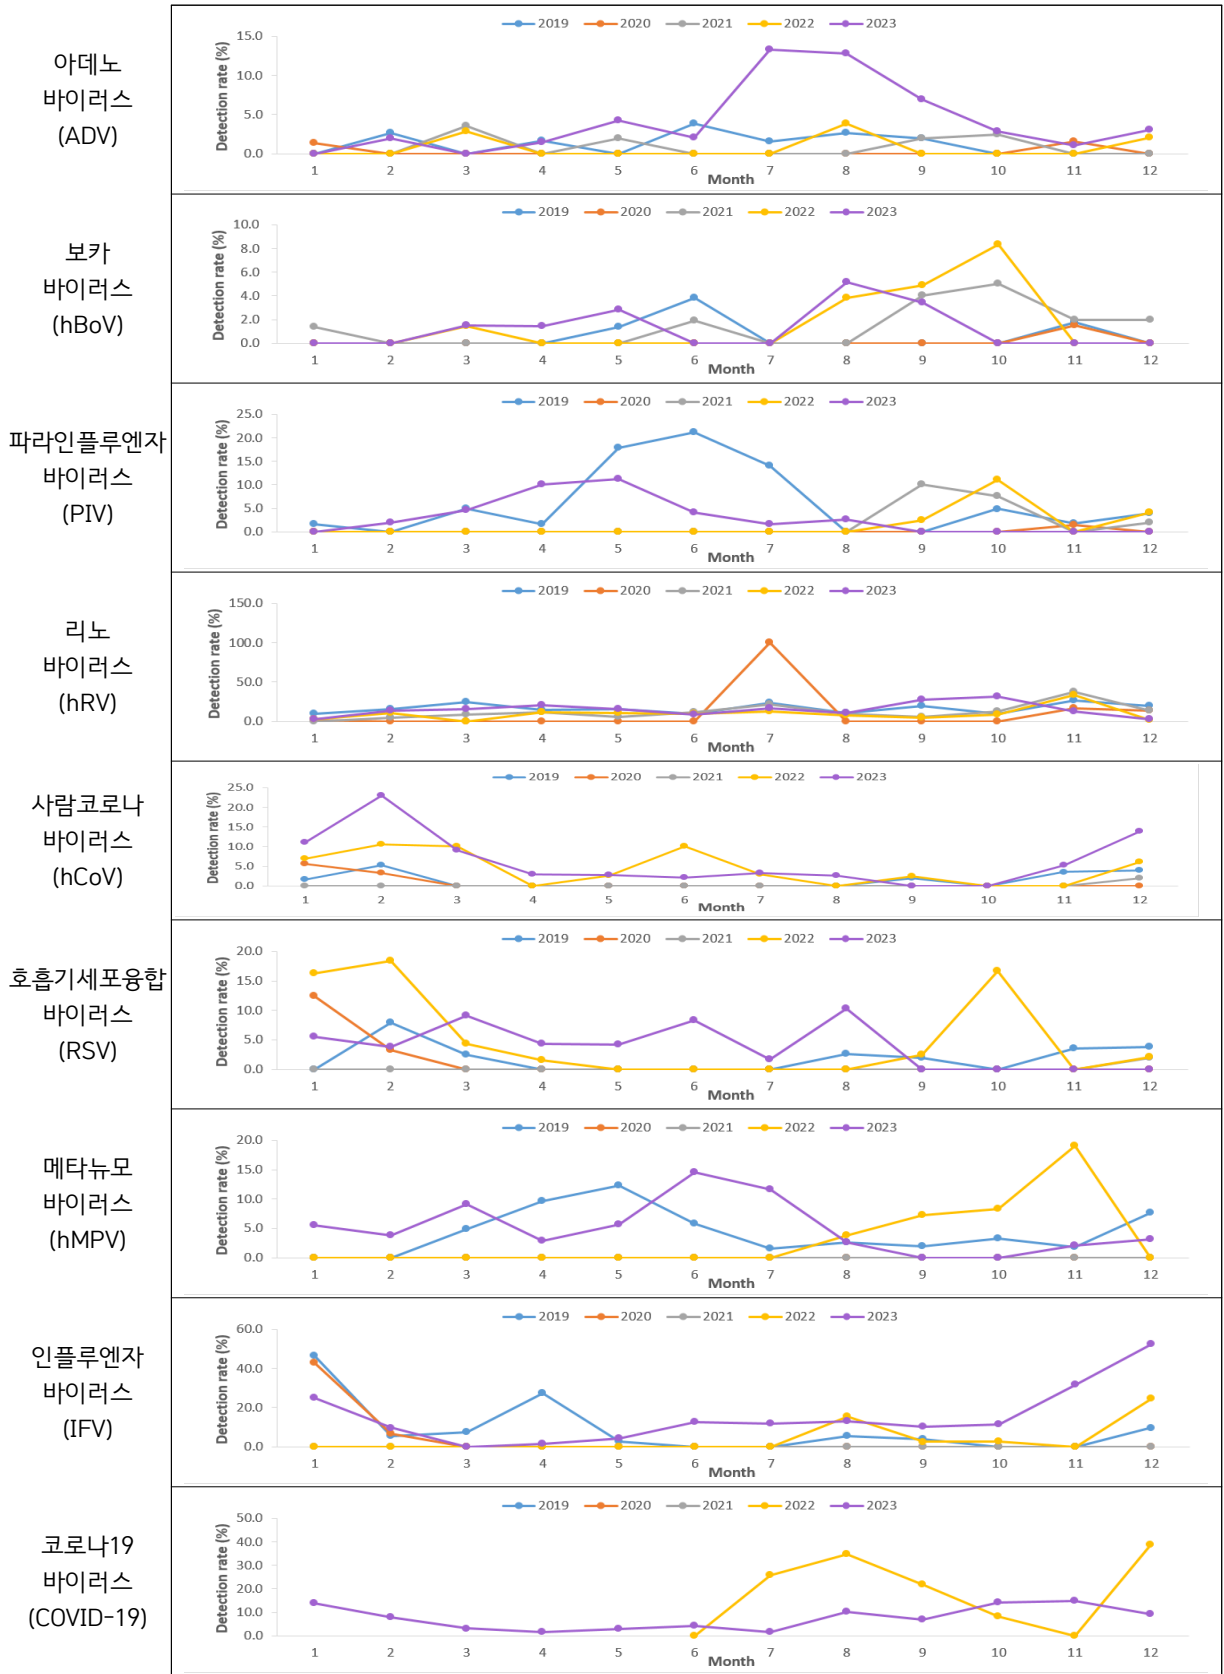 아데노
바이러스
(ADV)
2019 2020 2021 2022 2023
Detection rate (%)
15.0
10.0
5.0
0.0
1 2 3 4 5 6 7 8 9 10 11 12
Month
보카
바이러스
(hBoV)
2019 2020 2021 2022 2023
Detection rate (%)
10.0
8.0
6.0
4.0
2.0
0.0
1 2 3 4 5 6 7 8 9 10 11 12
Month
파라인플루엔자
바이러스
(PIV)
2019 2020 2021 2022 2023
Detection rate (%)
25.0
20.0
15.0
10.0
5.0
0.0
1 2 3 4 5 6 7 8 9 10 11 12
Month
리노
바이러스
(hRV)
2019 2020 2021 2022 2023
Detection rate (%)
150.0
100.0
50.0
0.0
1 2 3 4 5 6 7 8 9 10 11 12
Month
사람코로나
바이러스
(hCoV)
2019 2020 2021 2022 2023
Detection rate (%)
25.0
20.0
15.0
10.0
5.0
0.0
1 2 3 4 5 6 7 8 9 10 11 12
Month
호흡기세포융합
바이러스
(RSV)
2019 2020 2021 2022 2023
Detection rate (%)
20.0
15.0
10.0
5.0
0.0
1 2 3 4 5 6 7 8 9 10 11 12
Month
메타뉴모
바이러스
(hMPV)
2019 2020 2021 2022 2023
Detection rate (%)
20.0
15.0
10.0
5.0
0.0
1 2 3 4 5 6 7 8 9 10 11 12
Month
인플루엔자
바이러스
(IFV)
2019 2020 2021 2022 2023
Detection rate (%)
60.0
40.0
20.0
0.0
1 2 3 4 5 6 7 8 9 10 11 12
Month
코로나19
바이러스
(COVID-19)
2019 2020 2021 2022 2023
Detection rate (%)
50.0
40.0
30.0
20.0
10.0
0.0
1 2 3 4 5 6 7 8 9 10 11 12
Month